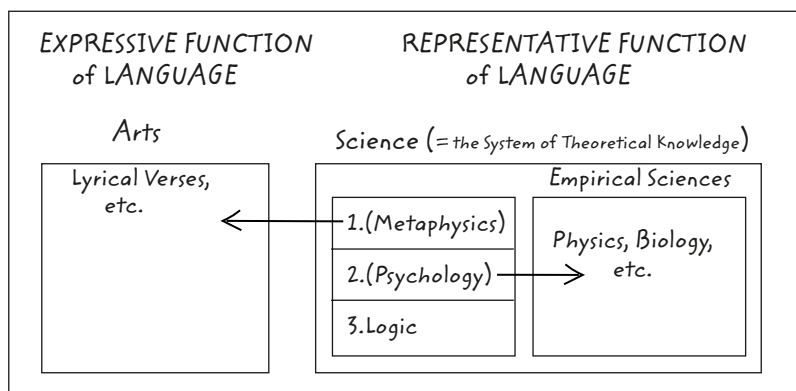 EXPRESSIVE FUNCTION
of LANGUAGE
REPRESENTATIVE FUNCTION
of LANGUAGE
Arts
Science (= the System of Theoretical Knowledge)
Lyrical Verses,
etc.
Empirical Sciences
1.(Metaphysics)
2.(Psychology)
3.Logic
Physics, Biology,
etc.